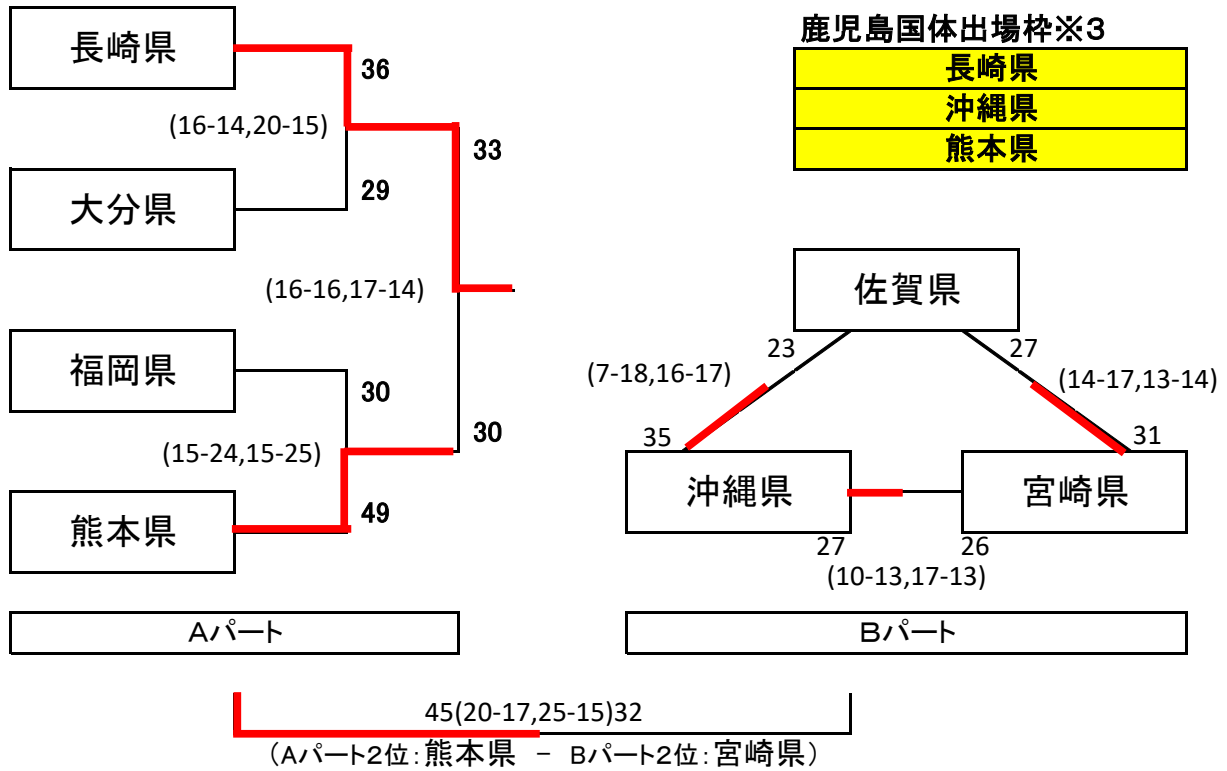 長崎県
36
(16-14,20-15)
33
大分県
29
(16-16,17-14)
福岡県
30
(15-24,15-25)
30
熊本県
49
Aパート
鹿児島国体出場枠※3
長崎県
沖縄県
熊本県
佐賀県
23
27
(7-18,16-17)
(14-17,13-14)
35
31
沖縄県
宮崎県
27
26
(10-13,17-13)
Bパート
45(20-17,25-15)32
(Aパート2位:熊本県 - Bパート2位:宮崎県)